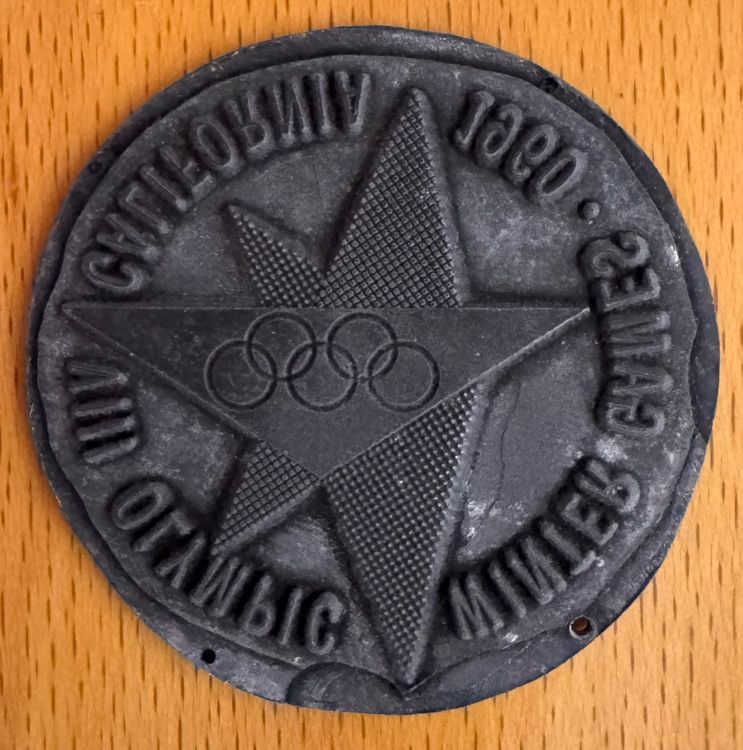 VIII OLYMPIC WINTER GAMES · 1960
CALIFORNIA